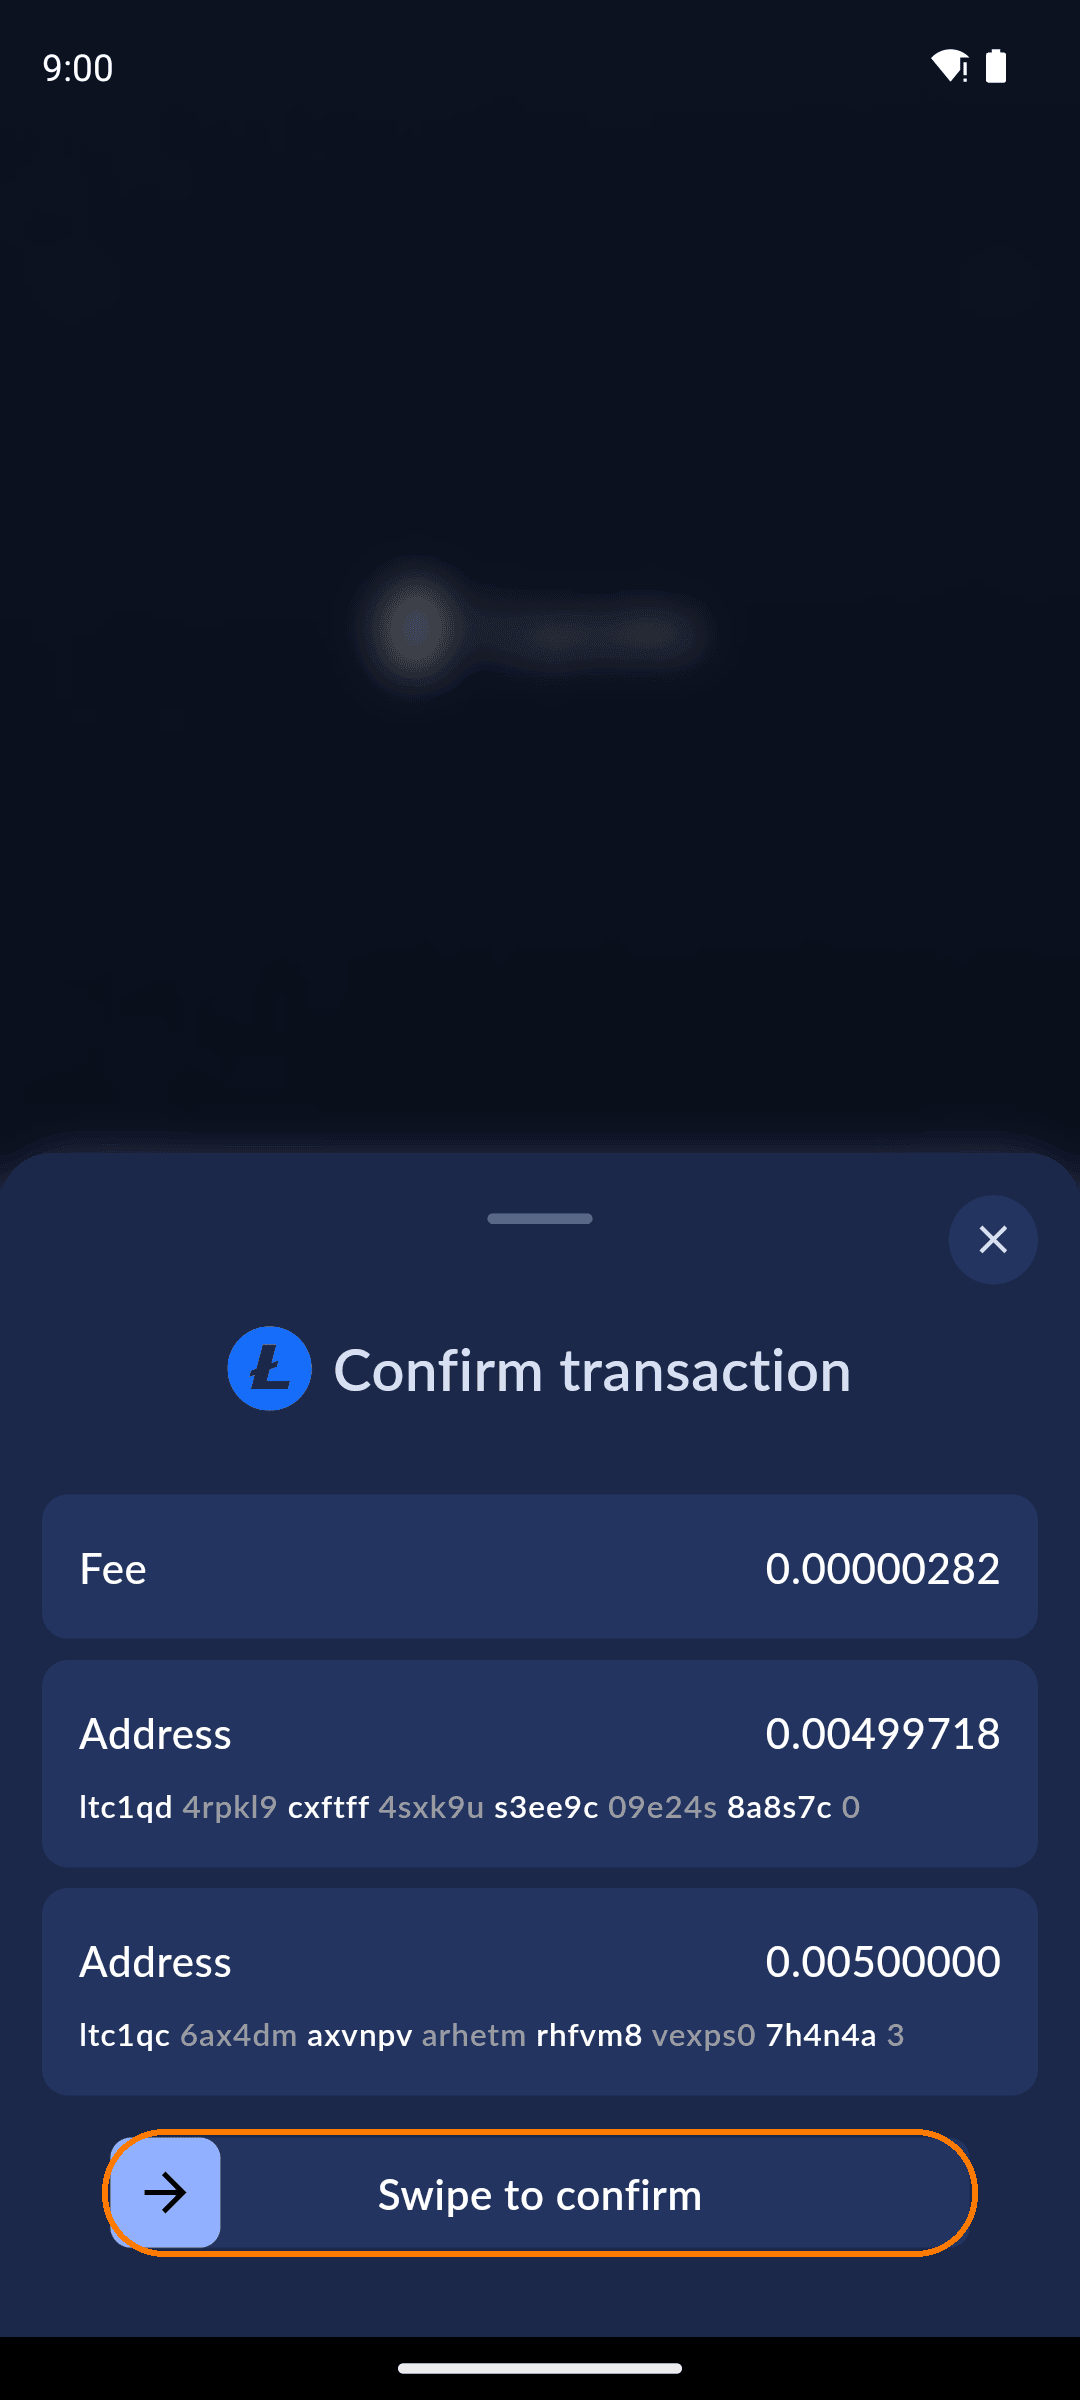 9:00
Confirm transaction
Fee 0.00000282
Address 0.00499718
ltc1qd 4rpkl9 cxftff 4sxk9u s3ee9c 09e24s 8a8s7c 0
Address 0.00500000
ltc1qc 6ax4dm axvnpv arhetm rhfvm8 vexps0 7h4n4a 3
Swipe to confirm